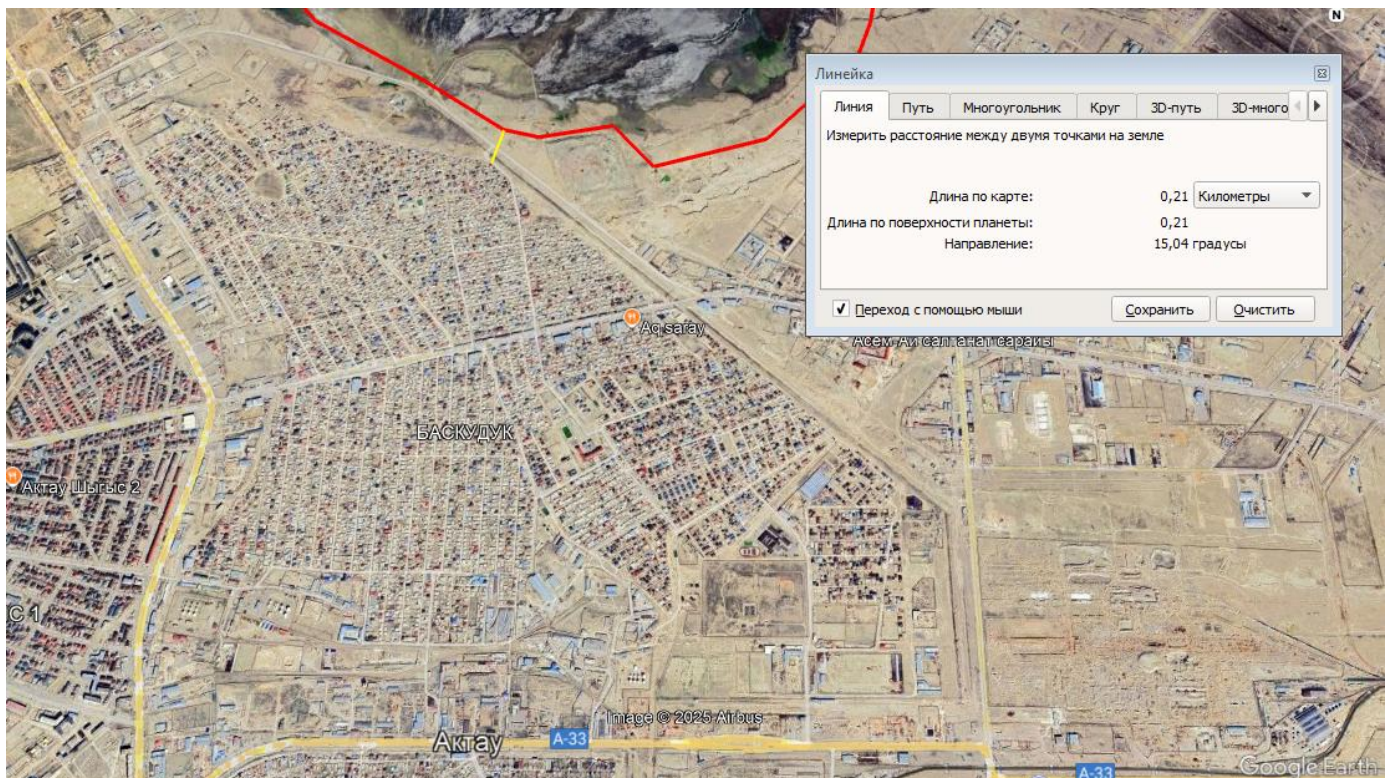 N
Линейка
Линия
Путь
Многоугольник
Круг
3D-путь
3D-много
Измерить расстояние между двумя точками на земле
Длина по карте:
0,21
Километры
Длина по поверхности планеты:
0,21
Направление:
15,04 градусы
Переход с помощью мыши
Сохранить
Очистить
Aq saray
Асем-Ай салтанат сарайы
БАСКУДУК
Актау Шыгыс 2
С 1
Image © 2025 Airbus
Актау
A-33
A-33
Google Earth